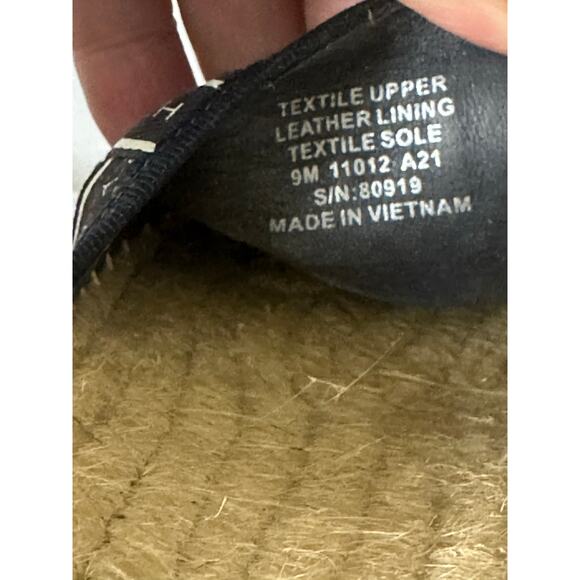 TEXTILE UPPER
LEATHER LINING
TEXTILE SOLE
9M 11012 A21
S/N:80919
MADE IN VIETNAM
H